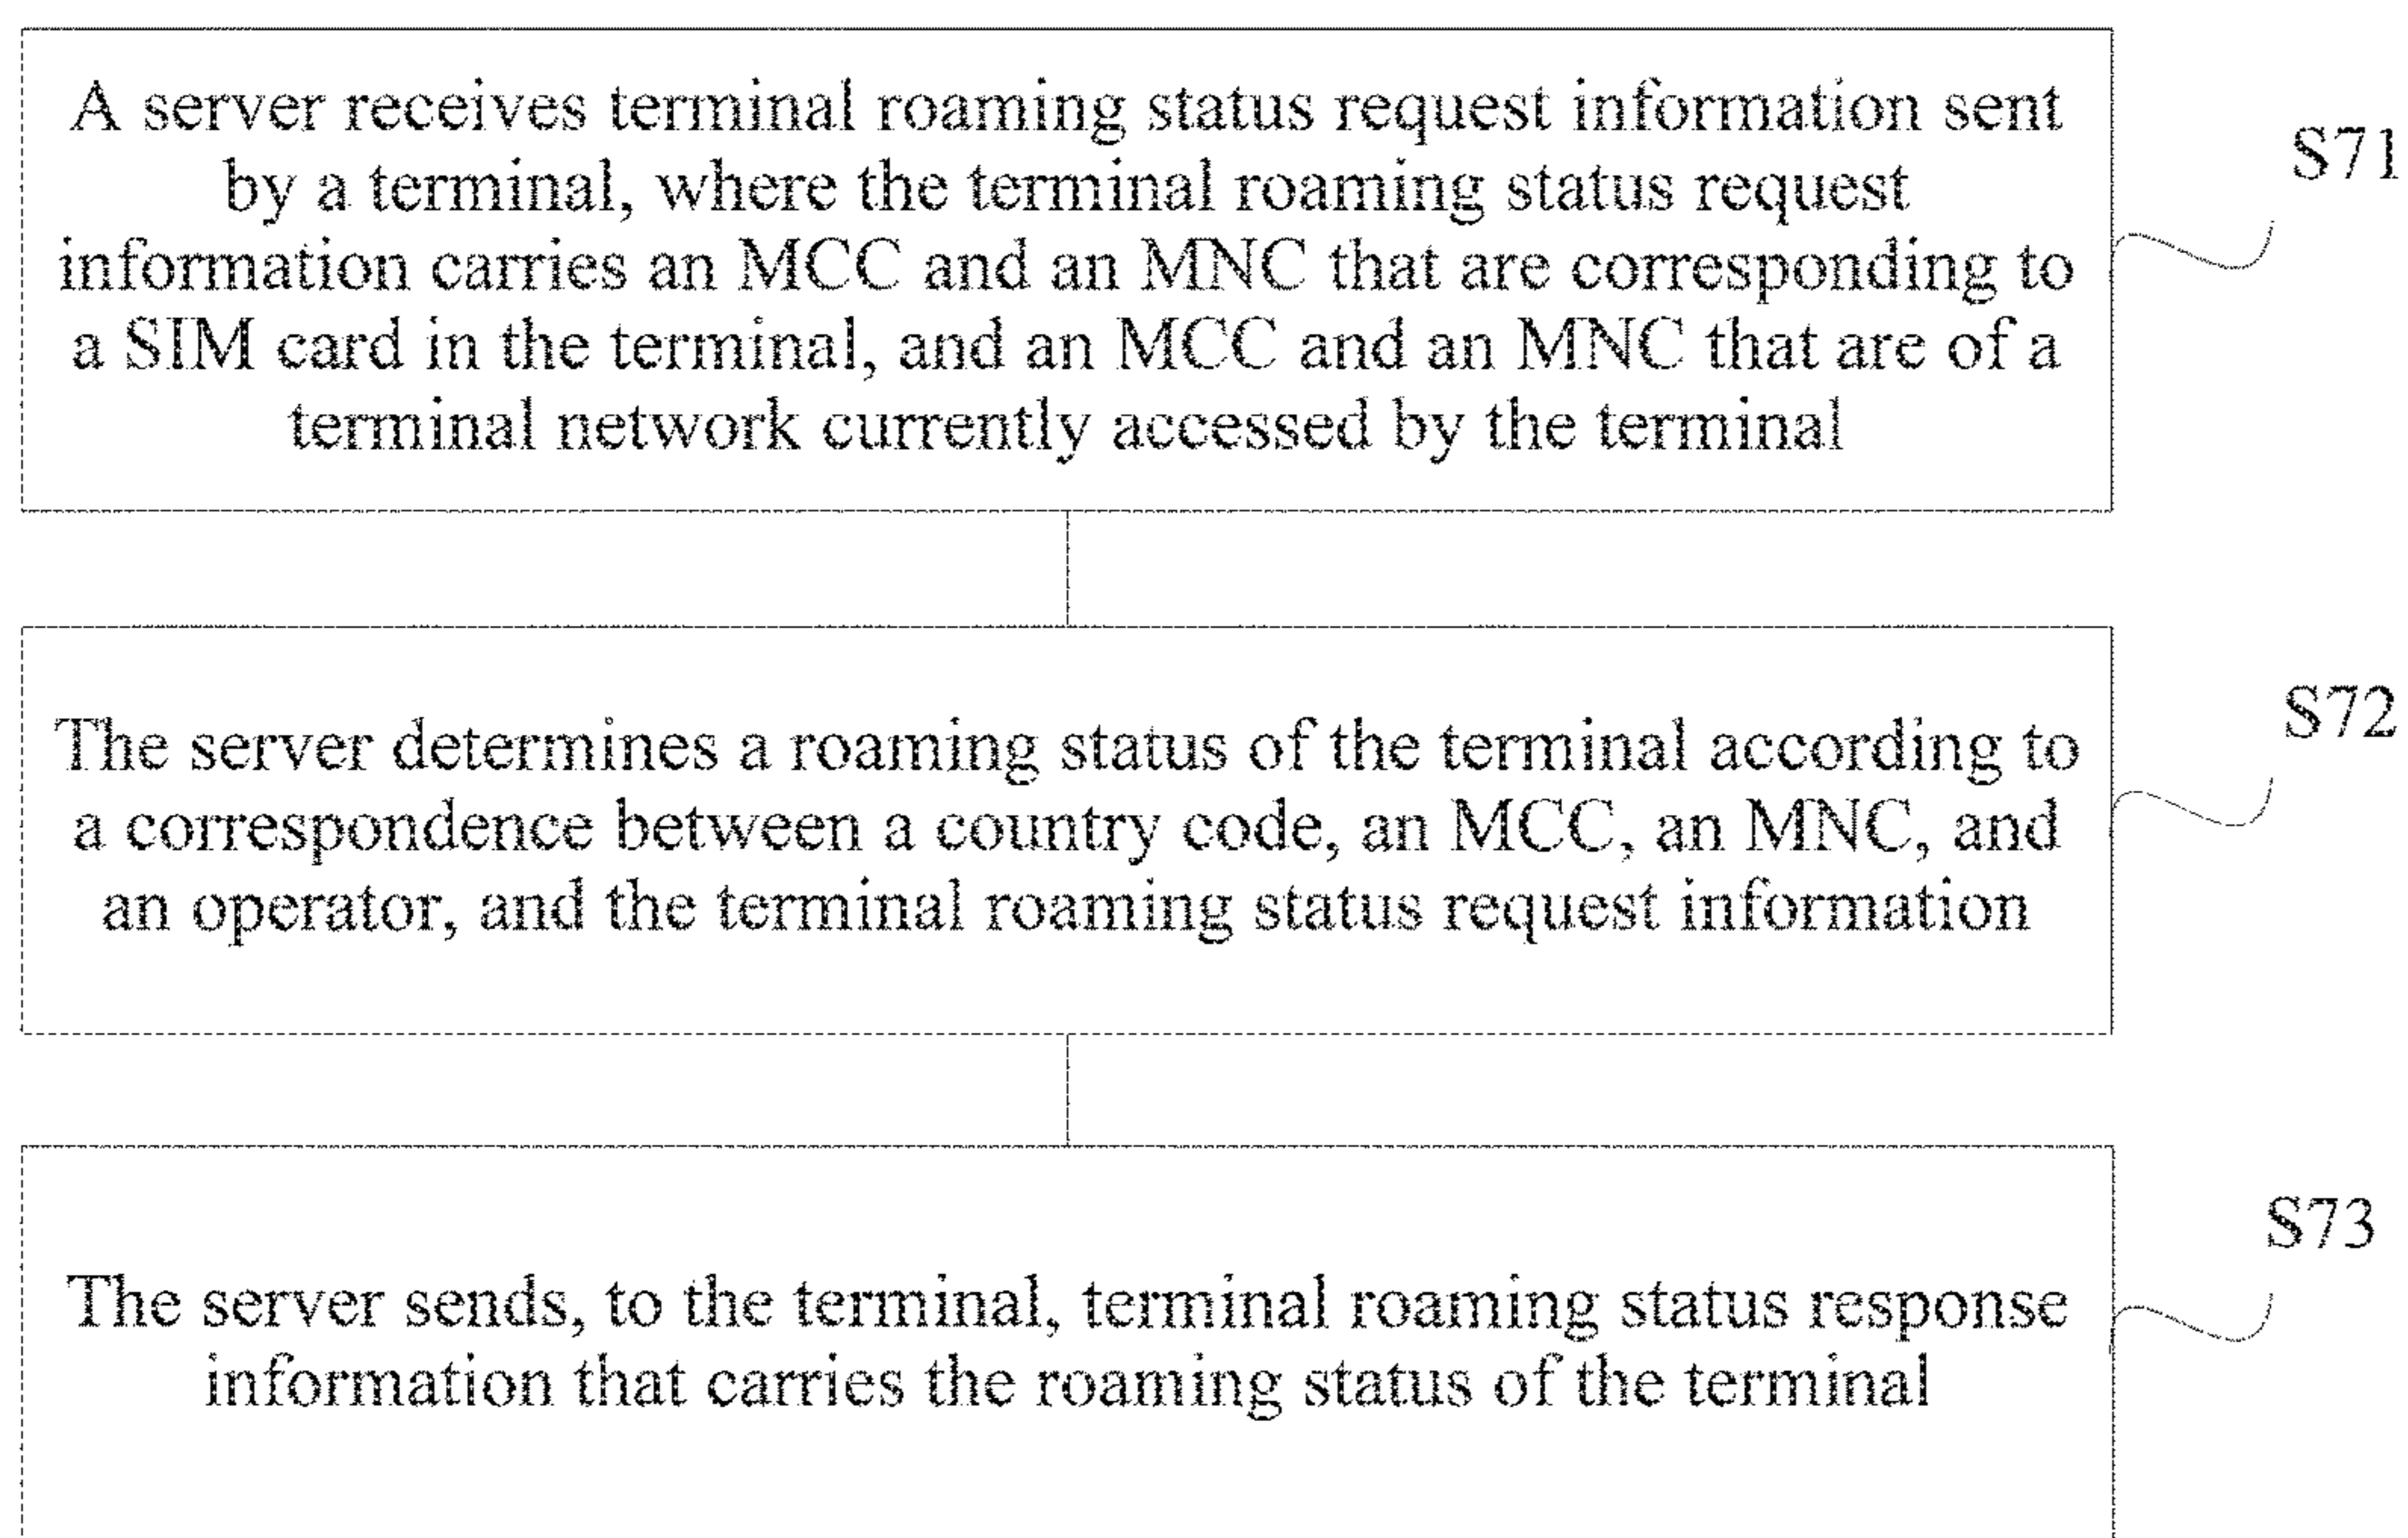 A server receives terminal roaming status request information sent
by a terminal, where the terminal roaming status request
information carries an MCC and an MNC that are corresponding to
a SIM card in the terminal, and an MCC and an MNC that are of a
terminal network currently accessed by the terminal
S71
The server determines a roaming status of the terminal according to
a correspondence between a country code, an MCC, an MNC, and
an operator, and the terminal roaming status request information
S72
The server sends, to the terminal, terminal roaming status response
information that carries the roaming status of the terminal
S73